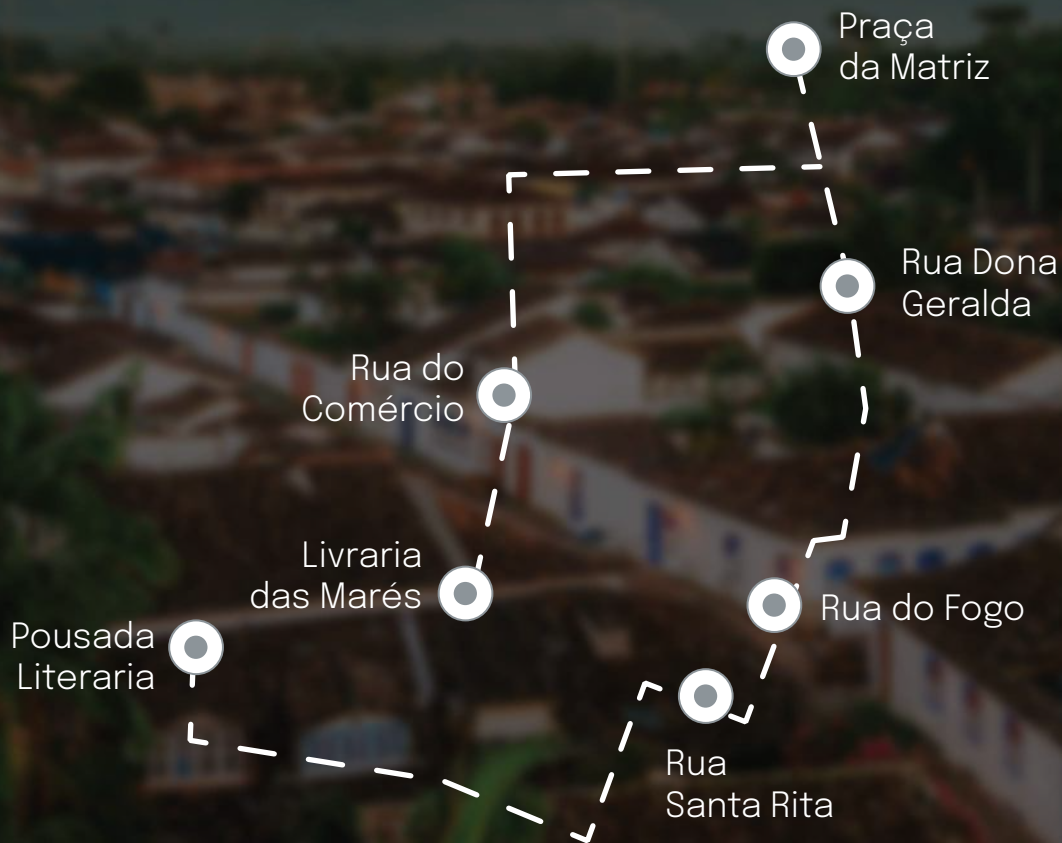 Praça
da Matriz
Rua Dona
Geralda
Rua do
Comércio
Livraria
das Marés
Rua do Fogo
Pousada
Literaria
Rua
Santa Rita